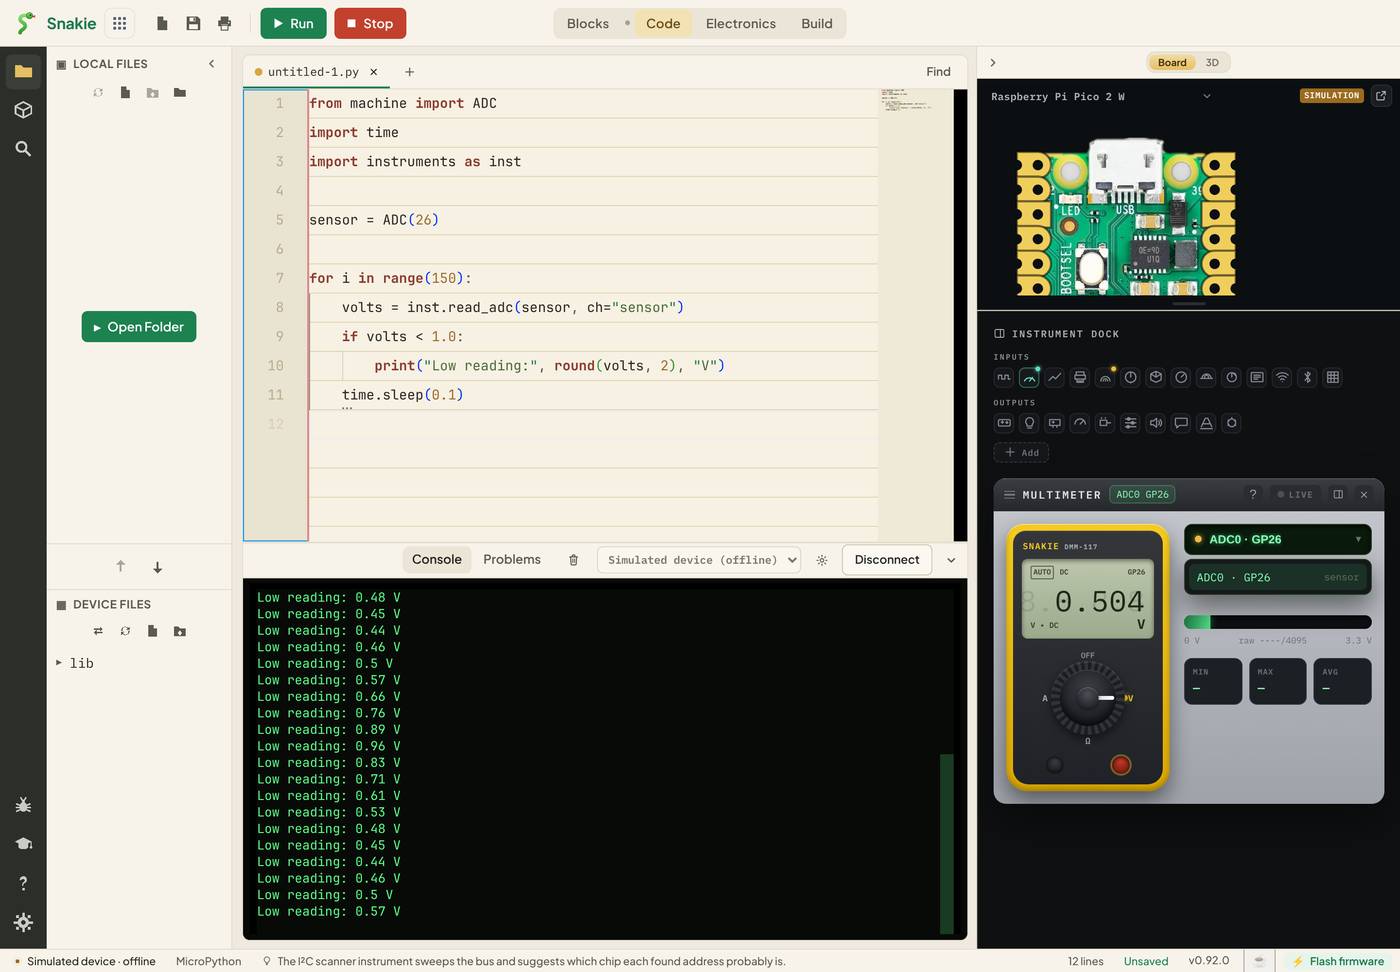 Snakie
Run
Stop
Blocks
Code
Electronics
Build
LOCAL FILES
Open Folder
DEVICE FILES
lib
untitled-1.py
Find
1 from machine import ADC
2 import time
3 import instruments as inst
4
5 sensor = ADC(26)
6
7 for i in range(150):
8 volts = inst.read_adc(sensor, ch="sensor")
9 if volts < 1.0:
10 print("Low reading:", round(volts, 2), "V")
11 time.sleep(0.1)
12
Console
Problems
Simulated device (offline)
Disconnect
Low reading: 0.48 V
Low reading: 0.45 V
Low reading: 0.44 V
Low reading: 0.46 V
Low reading: 0.5 V
Low reading: 0.57 V
Low reading: 0.66 V
Low reading: 0.76 V
Low reading: 0.89 V
Low reading: 0.96 V
Low reading: 0.83 V
Low reading: 0.71 V
Low reading: 0.61 V
Low reading: 0.53 V
Low reading: 0.48 V
Low reading: 0.45 V
Low reading: 0.44 V
Low reading: 0.46 V
Low reading: 0.5 V
Low reading: 0.57 V
Board
3D
Raspberry Pi Pico 2 W
SIMULATION
LED
USB
BOOTSEL
INSTRUMENT DOCK
INPUTS
OUTPUTS
+ Add
MULTIMETER
ADC0 GP26
?
LIVE
SNAKIE DMM-117
AUTO DC
GP26
0.504
V • DC
V
OFF
A
V
Ω
ADC0 · GP26
ADC0 · GP26
sensor
0 V
raw ----/4095
3.3 V
MIN
–
MAX
–
AVG
–
Simulated device · offline
MicroPython
The I²C scanner instrument sweeps the bus and suggests which chip each found address probably is.
12 lines
Unsaved
v0.92.0
Flash firmware